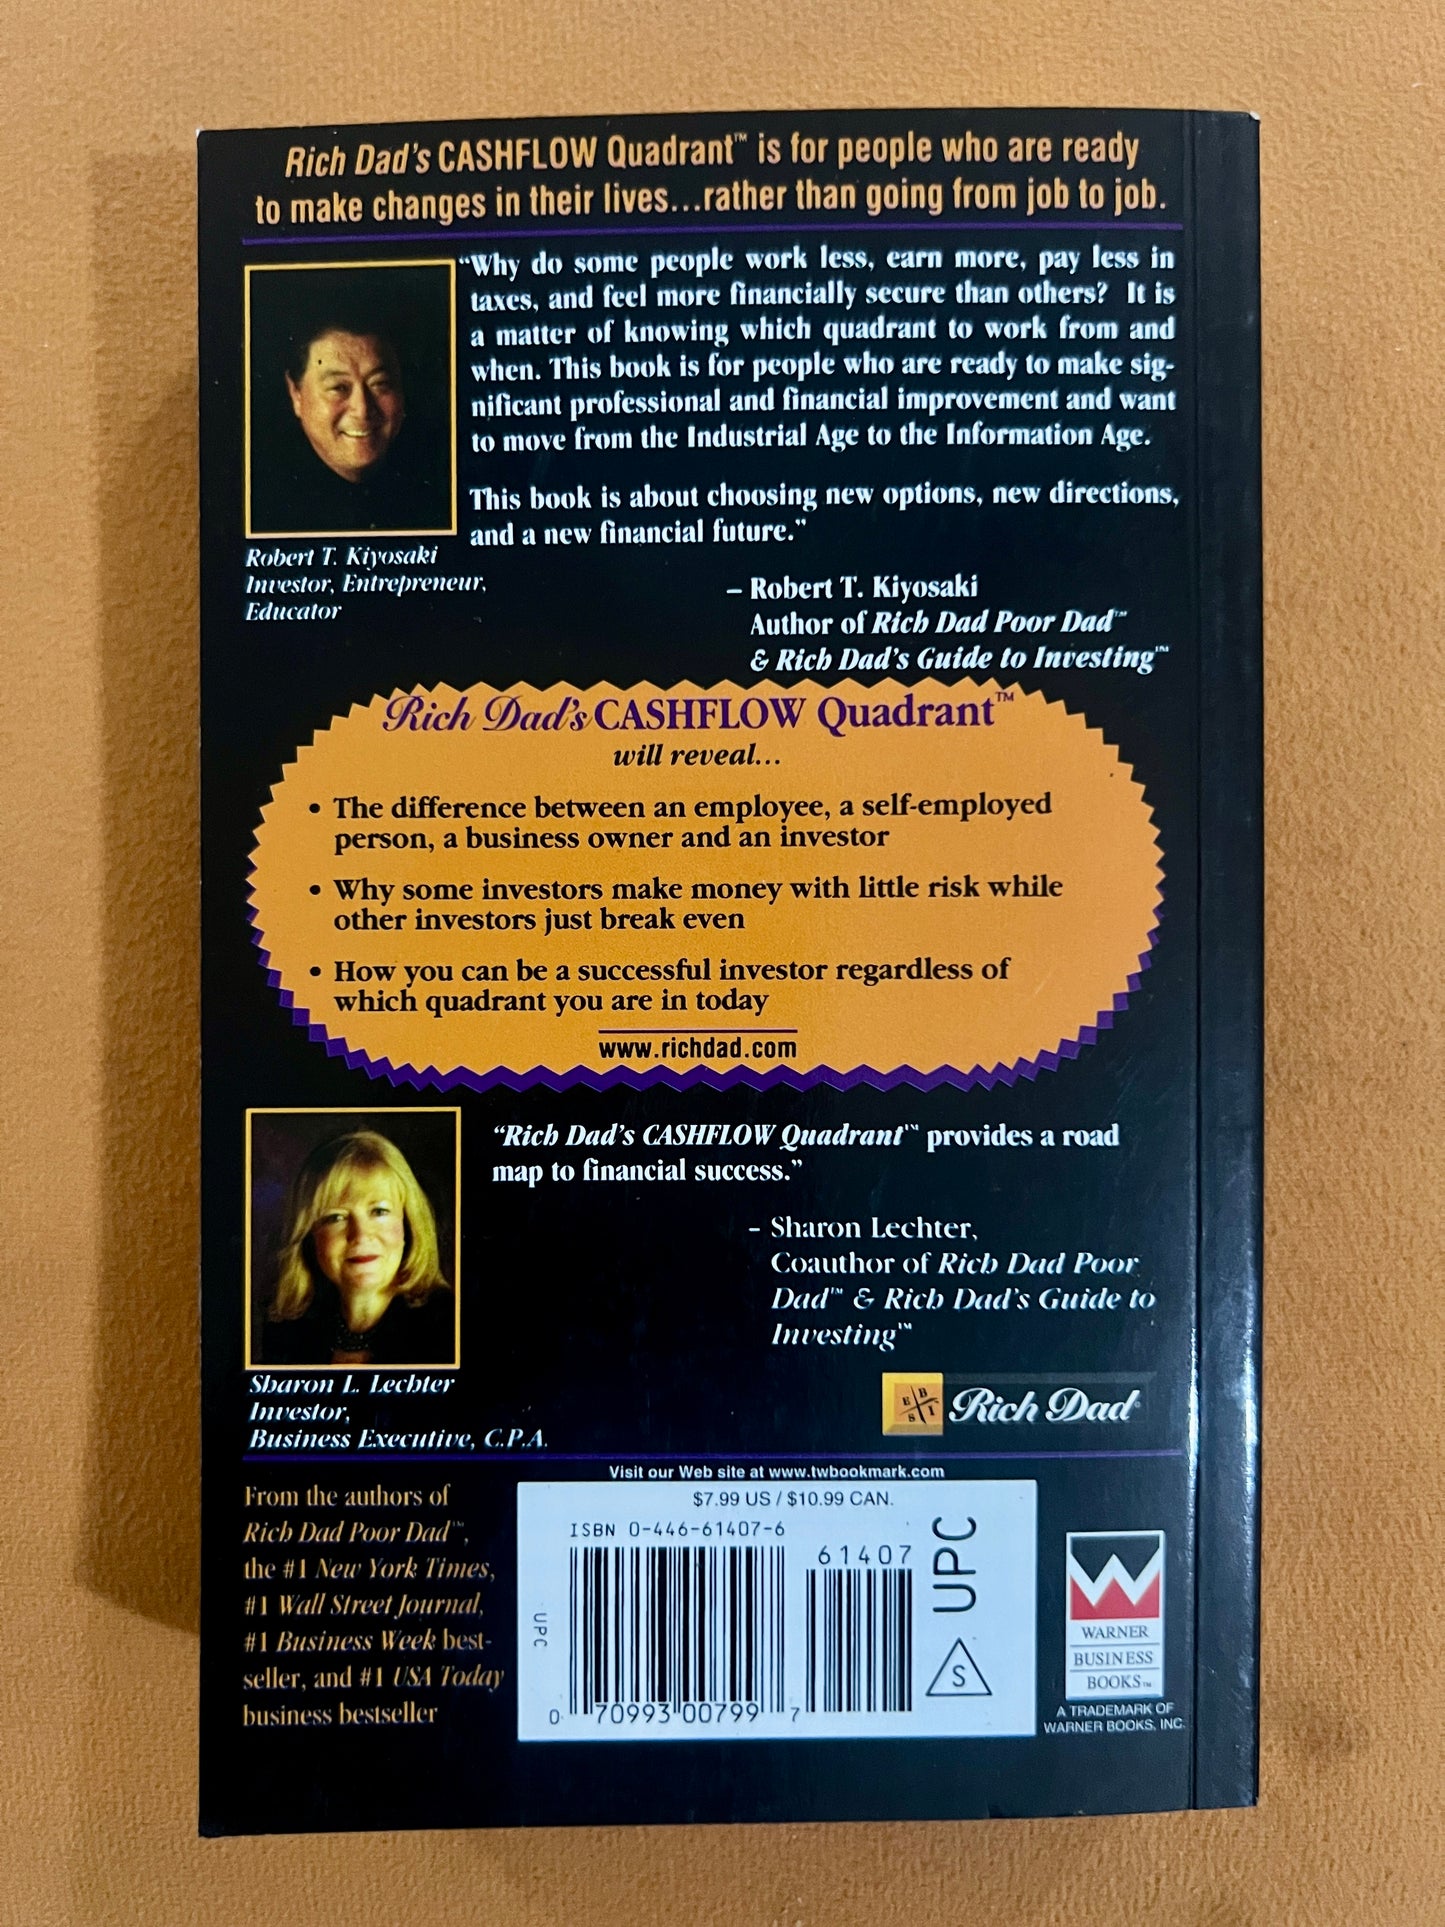 Rich Dad's CASHFLOW Quadrant™ is for people who are ready
to make changes in their lives...rather than going from job to job.
"Why do some people work less, earn more, pay less in
taxes, and feel more financially secure than others? It is
a matter of knowing which quadrant to work from and
when. This book is for people who are ready to make sig-
nificant professional and financial improvement and want
to move from the Industrial Age to the Information Age.
This book is about choosing new options, new directions,
and a new financial future."
Robert T. Kiyosaki
Investor, Entrepreneur,
Educator
– Robert T. Kiyosaki
Author of Rich Dad Poor Dad™
& Rich Dad's Guide to Investing™
Rich Dad's CASHFLOW Quadrant™
will reveal...
• The difference between an employee, a self-employed
person, a business owner and an investor
• Why some investors make money with little risk while
other investors just break even
• How you can be a successful investor regardless of
which quadrant you are in today
www.richdad.com
"Rich Dad's CASHFLOW Quadrant™ provides a road
map to financial success."
– Sharon Lechter,
Coauthor of Rich Dad Poor
Dad™ & Rich Dad's Guide to
Investing™
Sharon L. Lechter
Investor,
Business Executive, C.P.A.
E B S I
Rich Dad®
From the authors of
Rich Dad Poor Dad™,
the #1 New York Times,
#1 Wall Street Journal,
#1 Business Week best-
seller, and #1 USA Today
business bestseller
Visit our Web site at www.twbookmark.com
$7.99 US / $10.99 CAN.
ISBN 0-446-61407-6
61407
UPC
UPC
S
0 70993 00799 7
W
WARNER
BUSINESS
BOOKS™
A TRADEMARK OF
WARNER BOOKS, INC.